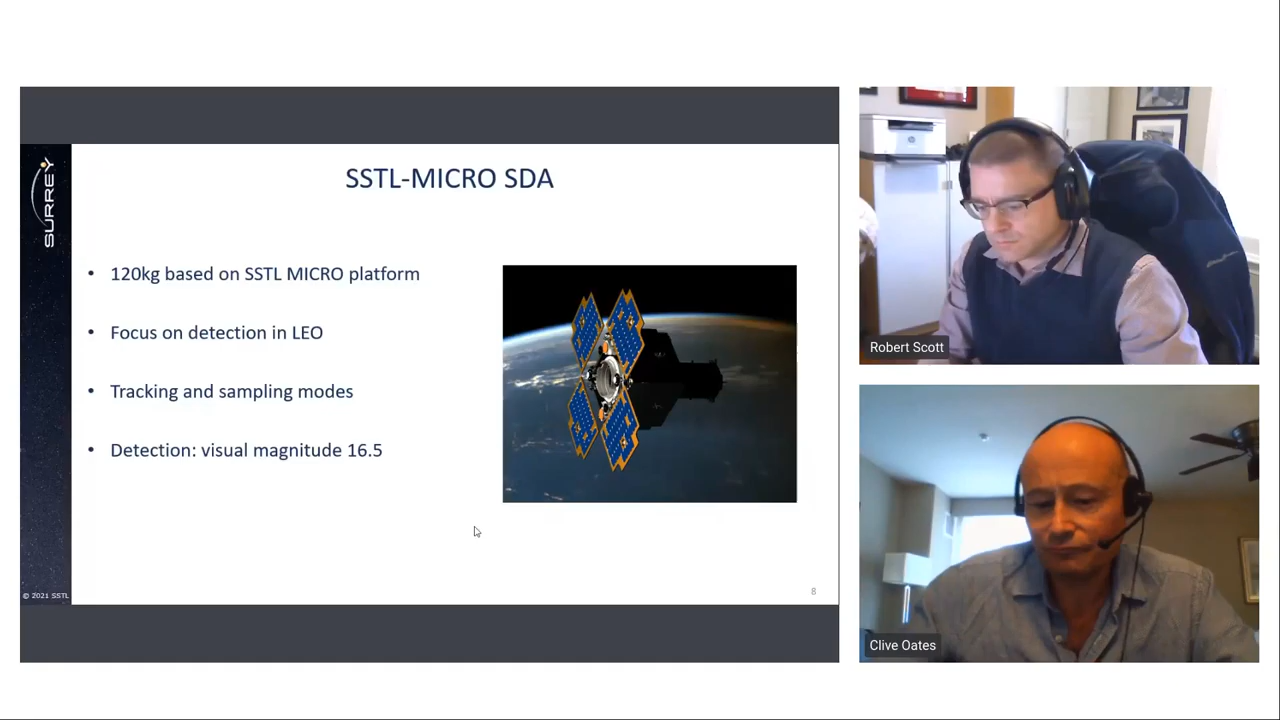 SURREY
SSTL-MICRO SDA
• 120kg based on SSTL MICRO platform
• Focus on detection in LEO
• Tracking and sampling modes
• Detection: visual magnitude 16.5
© 2021 SSTL
8
Robert Scott
Clive Oates